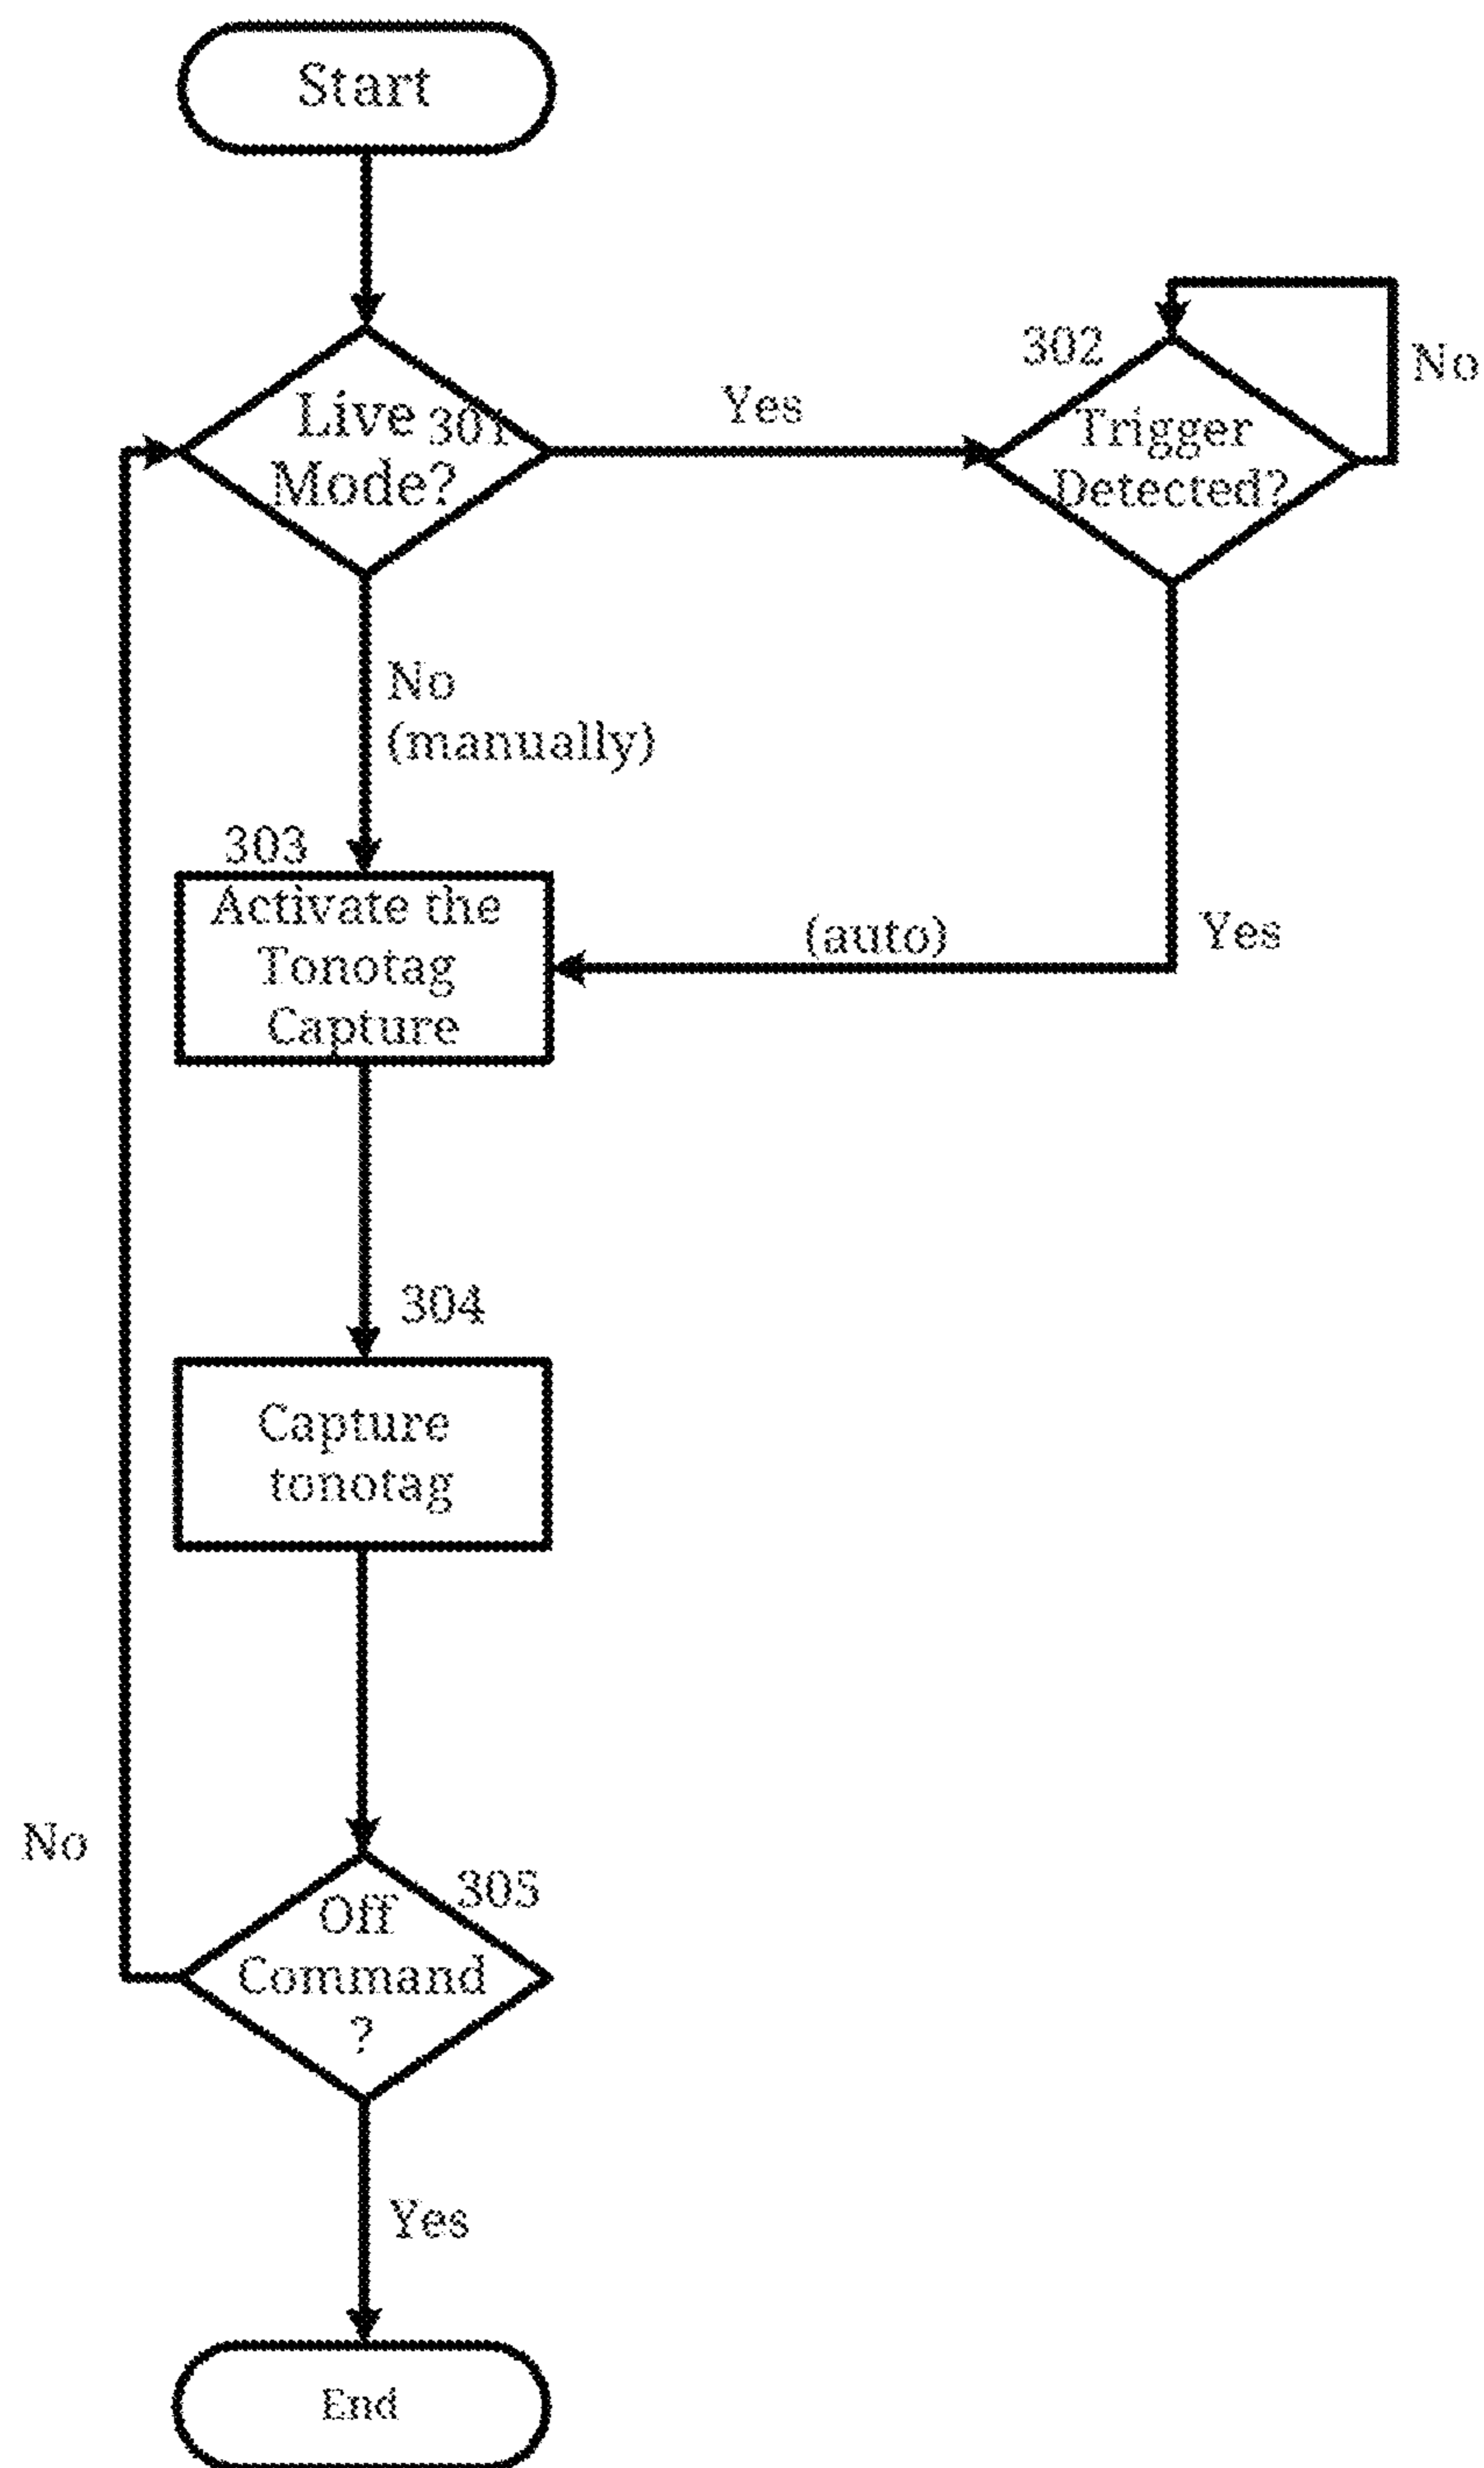 Start
302
No
Yes
Live 301
Mode?
Trigger
Detected?
No
(manually)
303
Activate the
Tonotag
Capture
(auto)
Yes
304
Capture
tonotag
No
305
Off
Command
?
Yes
End